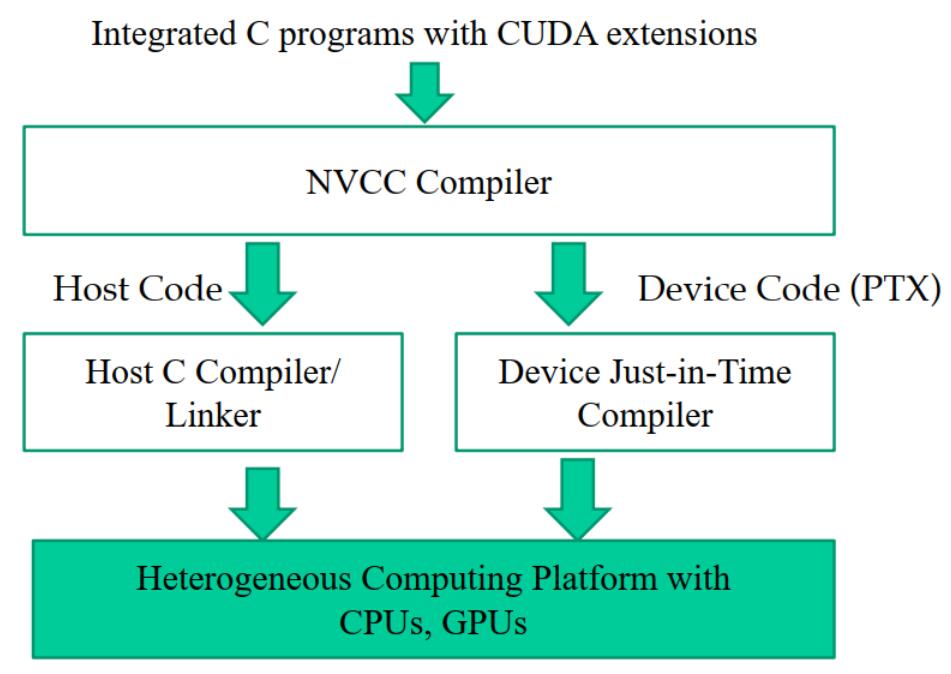 Integrated C programs with CUDA extensions
NVCC Compiler
Host Code
Device Code (PTX)
Host C Compiler/
Linker
Device Just-in-Time
Compiler
Heterogeneous Computing Platform with
CPUs, GPUs